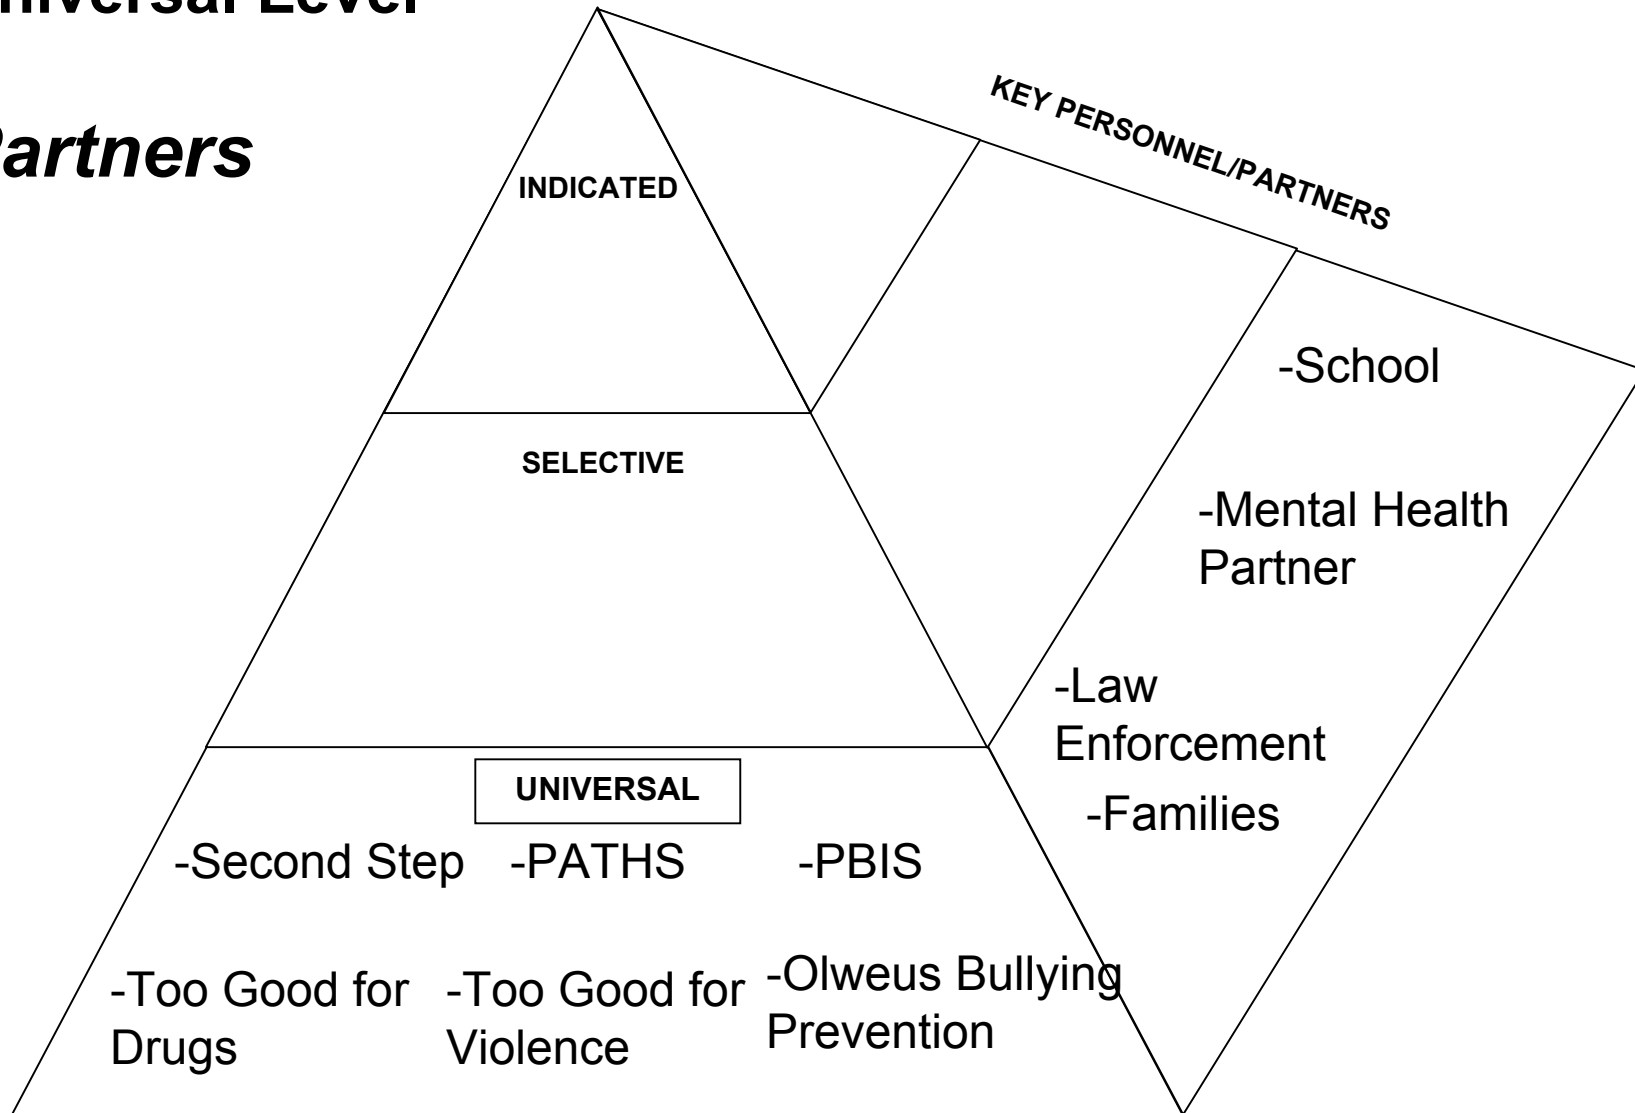 niversal Level
Partners
KEY PERSONNEL/PARTNERS
INDICATED
-School
SELECTIVE
-Mental Health
Partner
-Law
Enforcement
-Families
UNIVERSAL
-Second Step
-PATHS
-PBIS
-Too Good for
Drugs
-Too Good for
Violence
-Olweus Bullying
Prevention